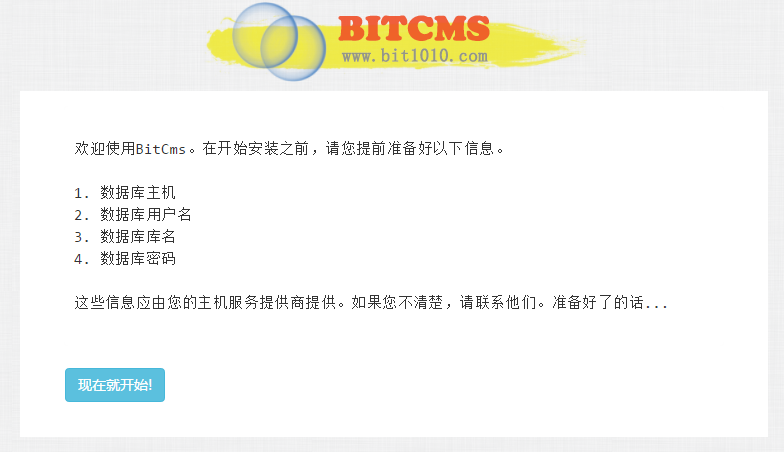 BITCMS
www.bit1010.com
欢迎使用BitCms。在开始安装之前，请您提前准备好以下信息。
1. 数据库主机
2. 数据库用户名
3. 数据库库名
4. 数据库密码
这些信息应由您的主机服务提供商提供。如果您不清楚，请联系他们。准备好了的话...
现在就开始!